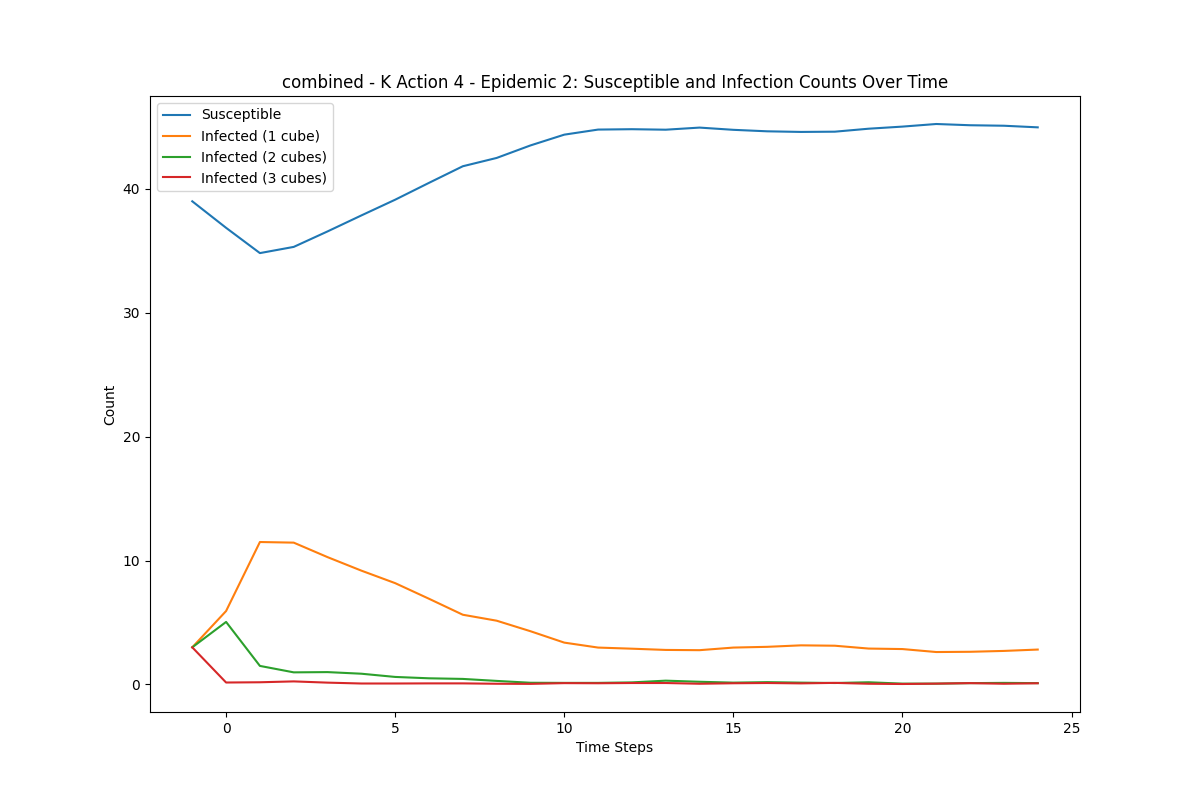 combined - K Action 4 - Epidemic 2: Susceptible and Infection Counts Over Time
Susceptible
Infected (1 cube)
Infected (2 cubes)
Infected (3 cubes)
40
30
20
10
0
Count
0 5 10 15 20 25
Time Steps